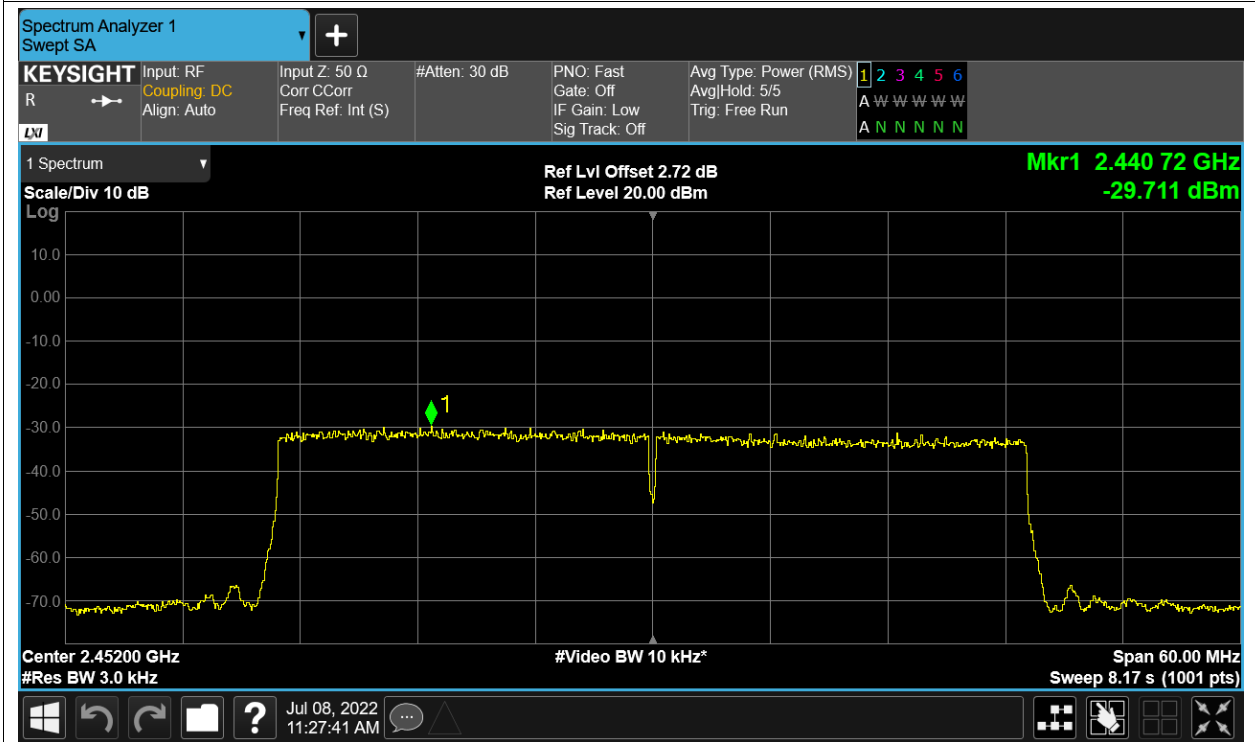 Spectrum Analyzer 1
Swept SA
+
KEYSIGHT Input: RF Input Z: 50 Ω #Atten: 30 dB PNO: Fast Avg Type: Power (RMS) 1 2 3 4 5 6
R Coupling: DC Corr CCorr Gate: Off Avg|Hold: 5/5 A W W W W W
Align: Auto Freq Ref: Int (S) IF Gain: Low Trig: Free Run A N N N N N
LXI Sig Track: Off
1 Spectrum Ref Lvl Offset 2.72 dB Mkr1 2.440 72 GHz
Scale/Div 10 dB Ref Level 20.00 dBm -29.711 dBm
Log
10.0
0.00
-10.0
-20.0
1
-30.0
-40.0
-50.0
-60.0
-70.0
Center 2.45200 GHz #Video BW 10 kHz* Span 60.00 MHz
#Res BW 3.0 kHz Sweep 8.17 s (1001 pts)
? Jul 08, 2022
11:27:41 AM